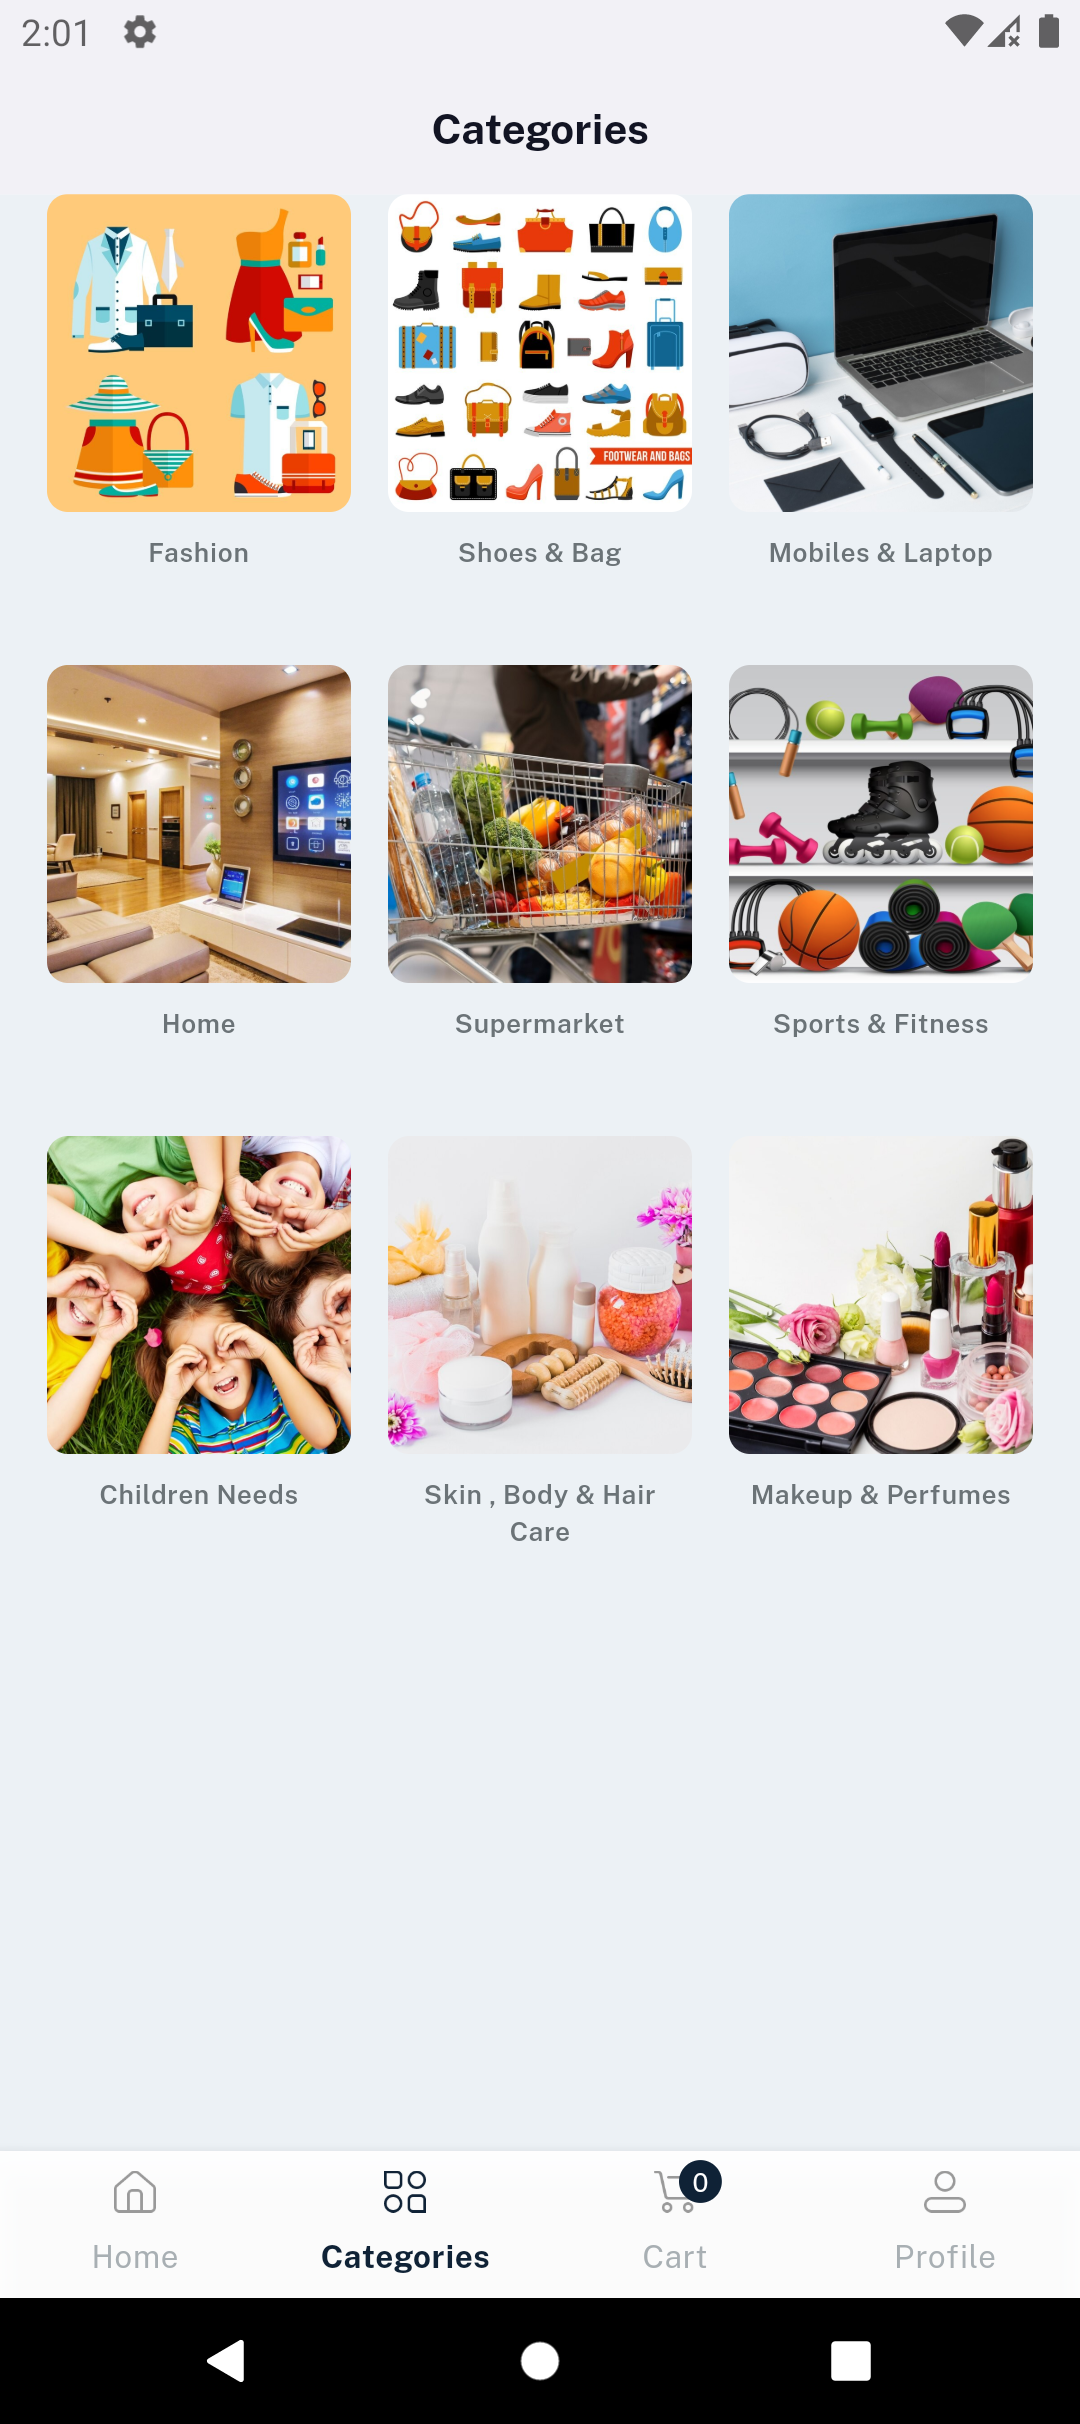 2:01
Categories
FOOTWEAR AND BAGS
Fashion
Shoes & Bag
Mobiles & Laptop
Home
Supermarket
Sports & Fitness
Children Needs
Skin , Body & Hair
Care
Makeup & Perfumes
0
Home
Categories
Cart
Profile